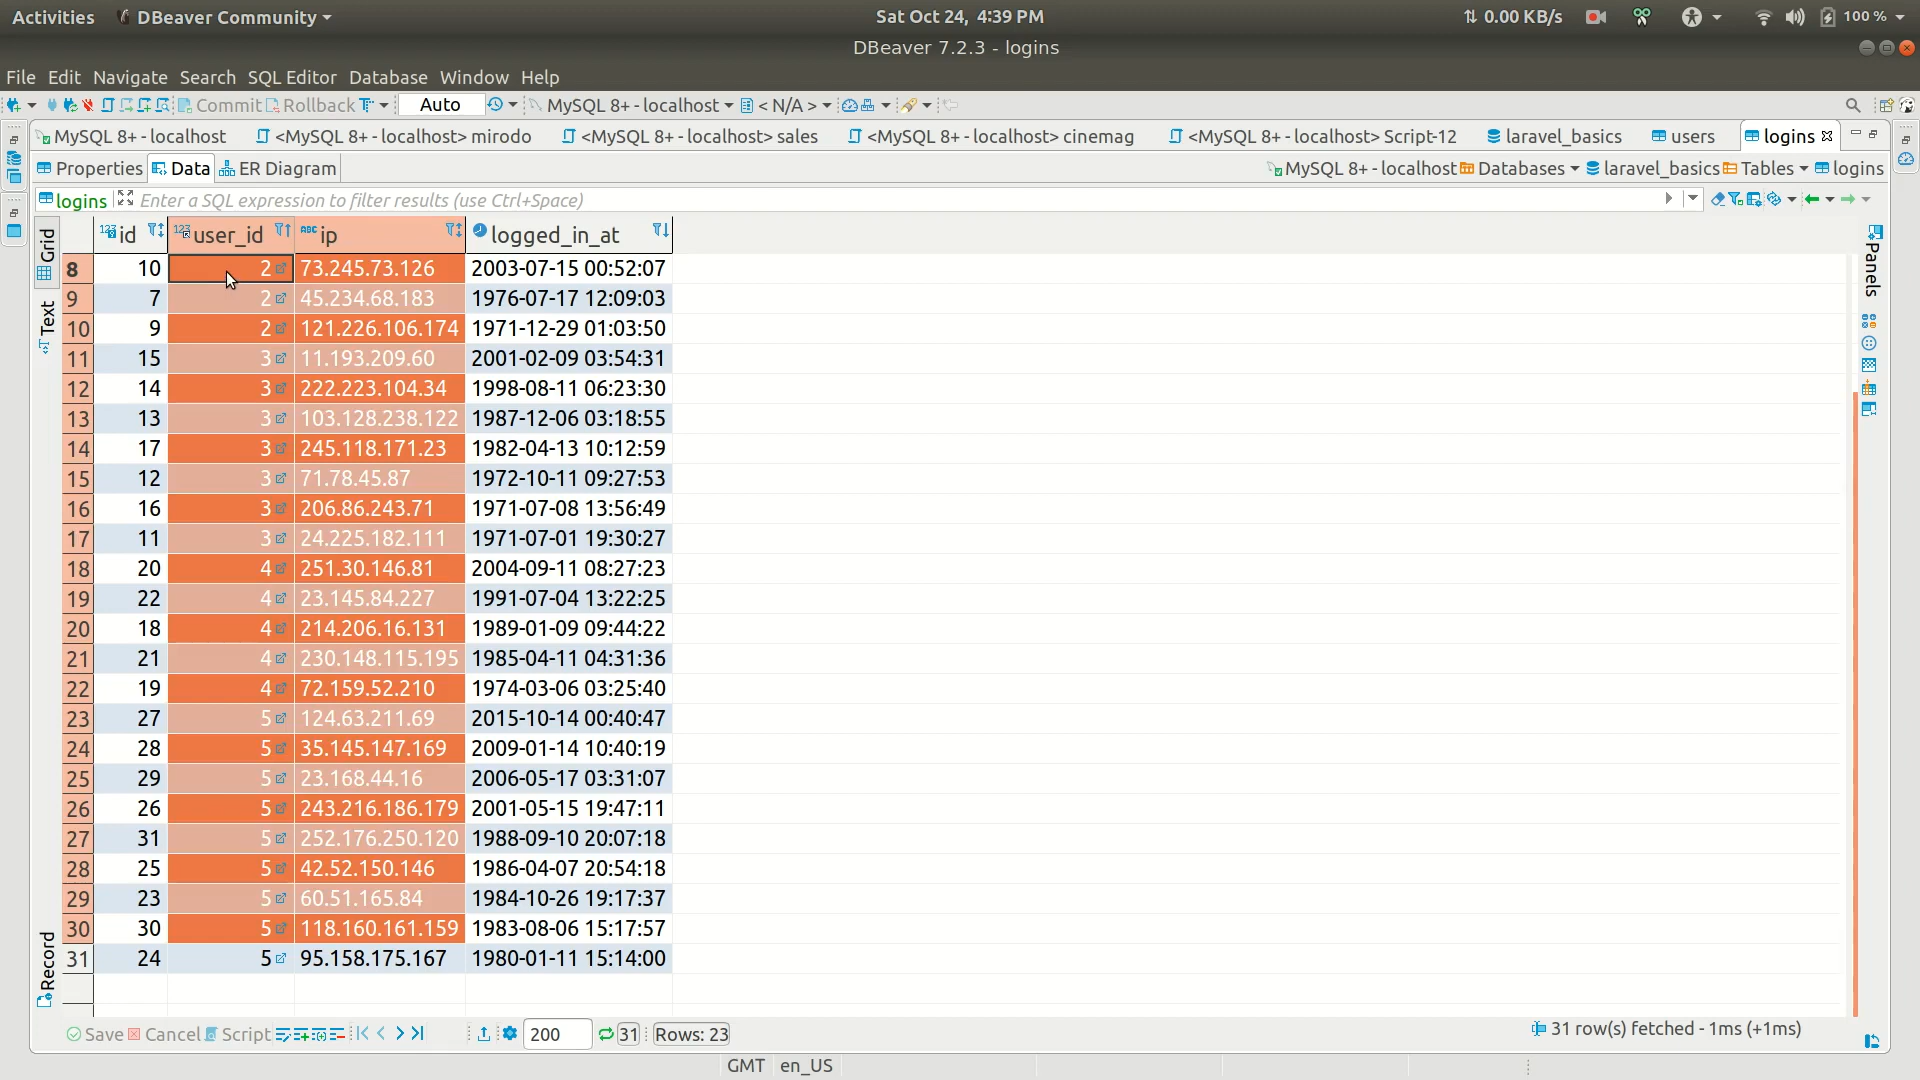 Activities DBeaver Community Sat Oct 24, 4:39 PM 0.00 KB/s 100 %
DBeaver 7.2.3 - logins
File Edit Navigate Search SQL Editor Database Window Help
Commit Rollback Auto MySQL 8+ - localhost < N/A >
MySQL 8+ - localhost <MySQL 8+ - localhost> mirodo <MySQL 8+ - localhost> sales <MySQL 8+ - localhost> cinemag <MySQL 8+ - localhost> Script-12 laravel_basics users logins
Properties Data ER Diagram MySQL 8+ - localhost Databases laravel_basics Tables logins
logins Enter a SQL expression to filter results (use Ctrl+Space)
Grid
Text
Record
Panels
123 id 123 user_id ABC ip logged_in_at
8 10 2 73.245.73.126 2003-07-15 00:52:07
9 7 2 45.234.68.183 1976-07-17 12:09:03
10 9 2 121.226.106.174 1971-12-29 01:03:50
11 15 3 11.193.209.60 2001-02-09 03:54:31
12 14 3 222.223.104.34 1998-08-11 06:23:30
13 13 3 103.128.238.122 1987-12-06 03:18:55
14 17 3 245.118.171.23 1982-04-13 10:12:59
15 12 3 71.78.45.87 1972-10-11 09:27:53
16 16 3 206.86.243.71 1971-07-08 13:56:49
17 11 3 24.225.182.111 1971-07-01 19:30:27
18 20 4 251.30.146.81 2004-09-11 08:27:23
19 22 4 23.145.84.227 1991-07-04 13:22:25
20 18 4 214.206.16.131 1989-01-09 09:44:22
21 21 4 230.148.115.195 1985-04-11 04:31:36
22 19 4 72.159.52.210 1974-03-06 03:25:40
23 27 5 124.63.211.69 2015-10-14 00:40:47
24 28 5 35.145.147.169 2009-01-14 10:40:19
25 29 5 23.168.44.16 2006-05-17 03:31:07
26 26 5 243.216.186.179 2001-05-15 19:47:11
27 31 5 252.176.250.120 1988-09-10 20:07:18
28 25 5 42.52.150.146 1986-04-07 20:54:18
29 23 5 60.51.165.84 1984-10-26 19:17:37
30 30 5 118.160.161.159 1983-08-06 15:17:57
31 24 5 95.158.175.167 1980-01-11 15:14:00
Save Cancel Script 200 31 Rows: 23 31 row(s) fetched - 1ms (+1ms)
GMT en_US